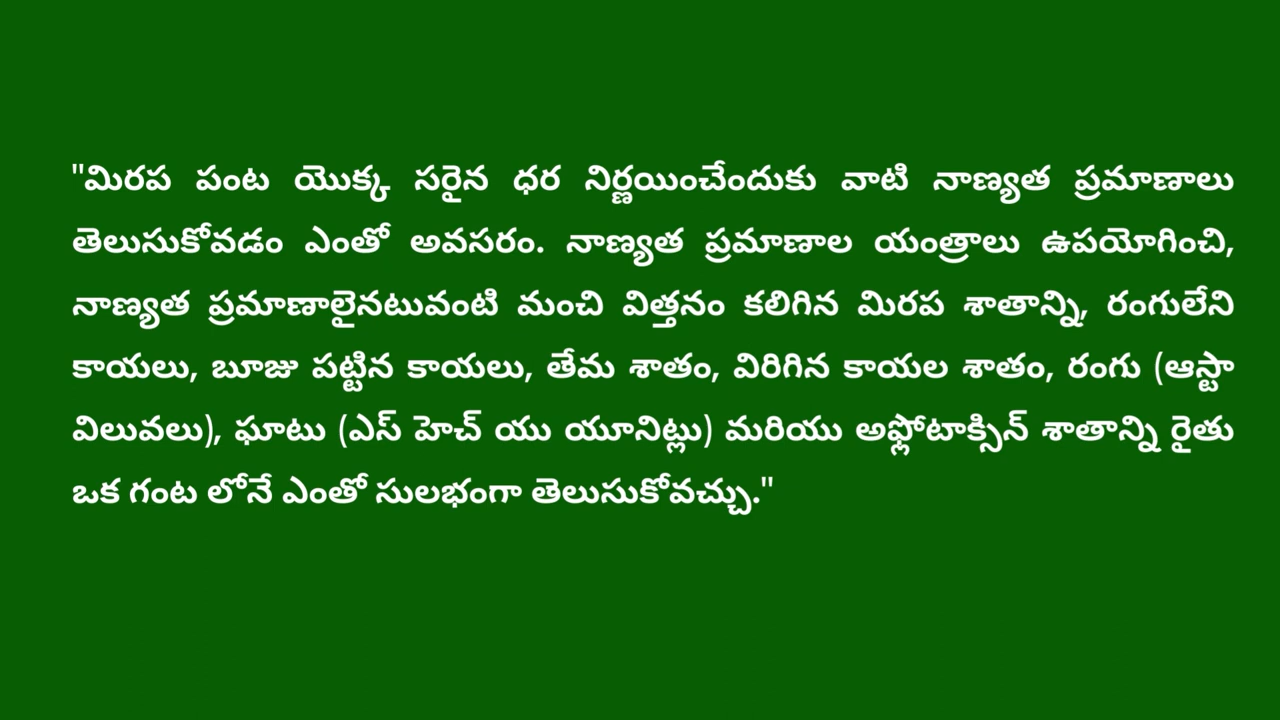 "మిరప పంట యొక్క సరైన ధర నిర్ణయించేందుకు వాటి నాణ్యత ప్రమాణాలు
తెలుసుకోవడం ఎంతో అవసరం. నాణ్యత ప్రమాణాల యంత్రాలు ఉపయోగించి,
నాణ్యత ప్రమాణాలైనటువంటి మంచి విత్తనం కలిగిన మిరప శాతాన్ని, రంగులేని
కాయలు, బూజు పట్టిన కాయలు, తేమ శాతం, విరిగిన కాయల శాతం, రంగు (ఆస్టా
విలువలు), ఘాటు (ఎస్ హెచ్ యు యూనిట్లు) మరియు అఫ్లోటాక్సిన్ శాతాన్ని రైతు
ఒక గంట లోనే ఎంతో సులభంగా తెలుసుకోవచ్చు."